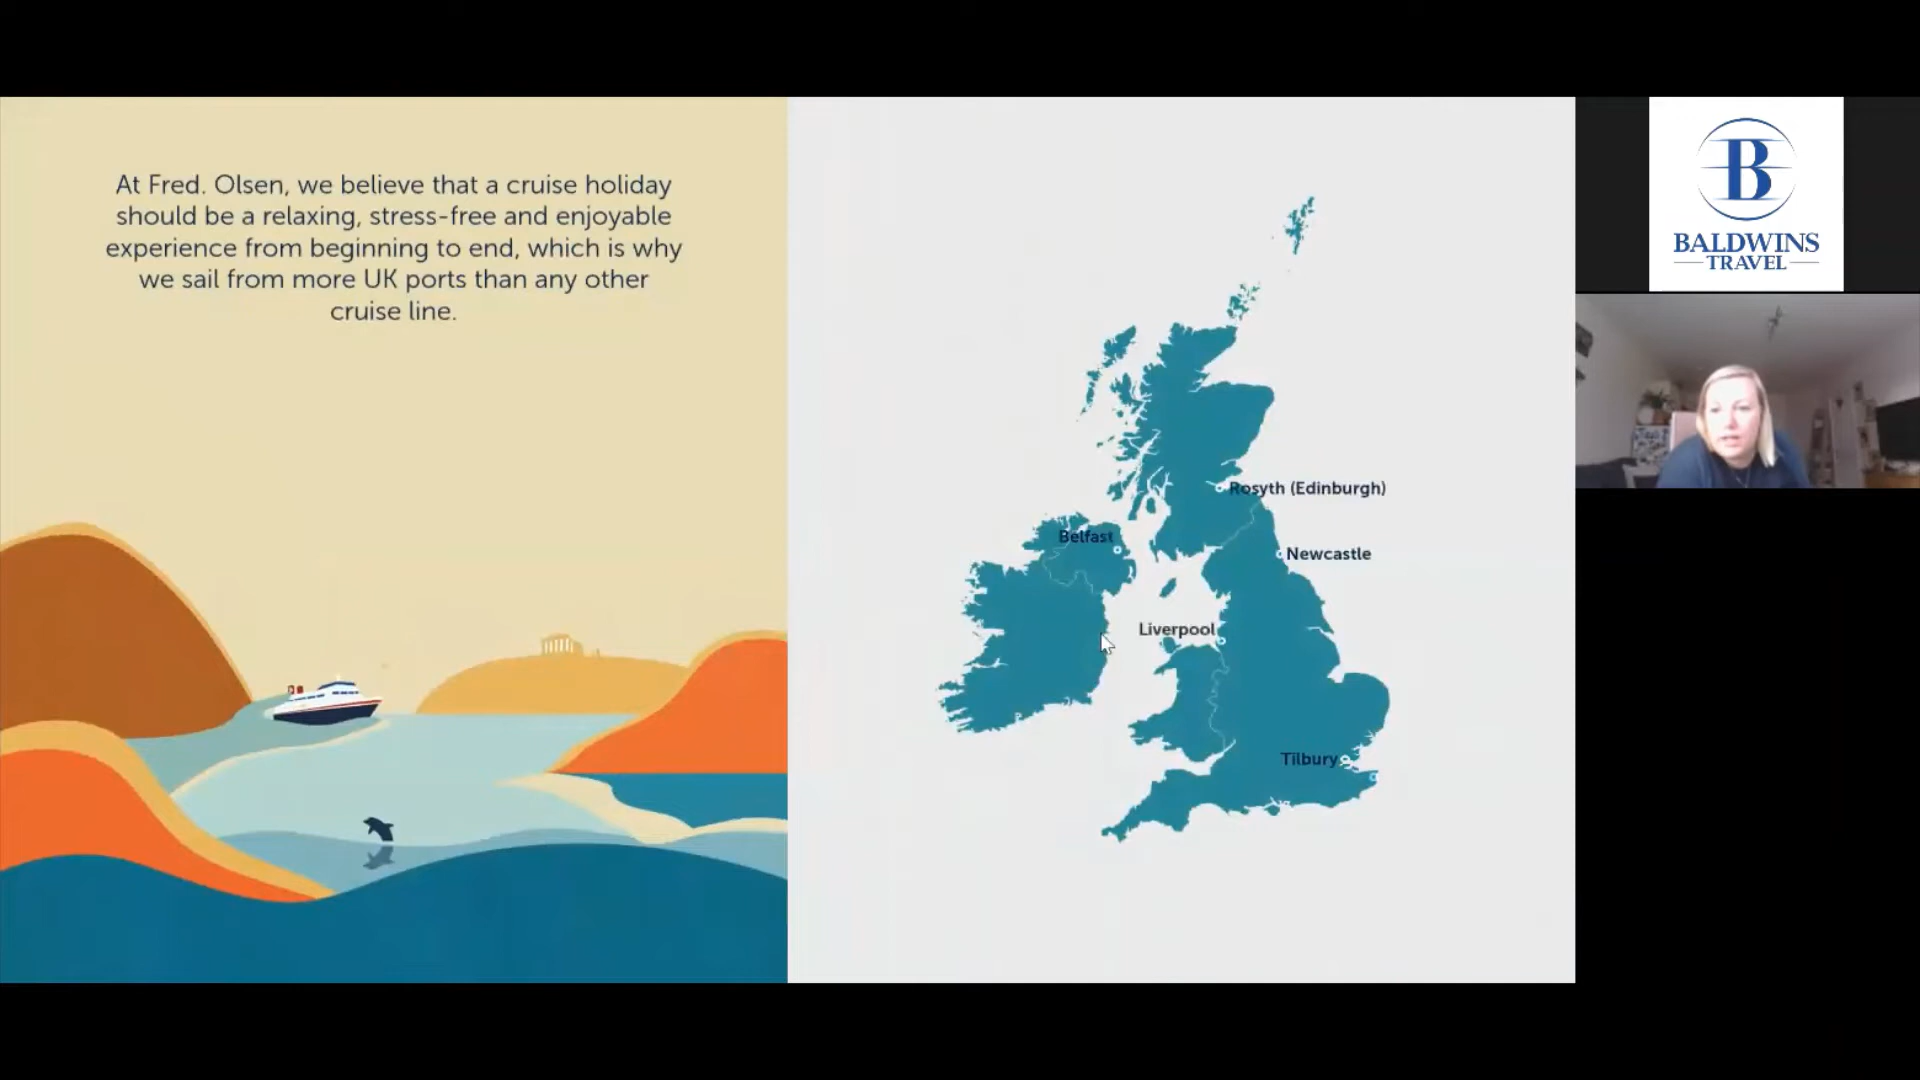 At Fred. Olsen, we believe that a cruise holiday
should be a relaxing, stress-free and enjoyable
experience from beginning to end, which is why
we sail from more UK ports than any other
cruise line.
Rosyth (Edinburgh)
Belfast
Newcastle
Liverpool
Tilbury
B
BALDWINS
TRAVEL